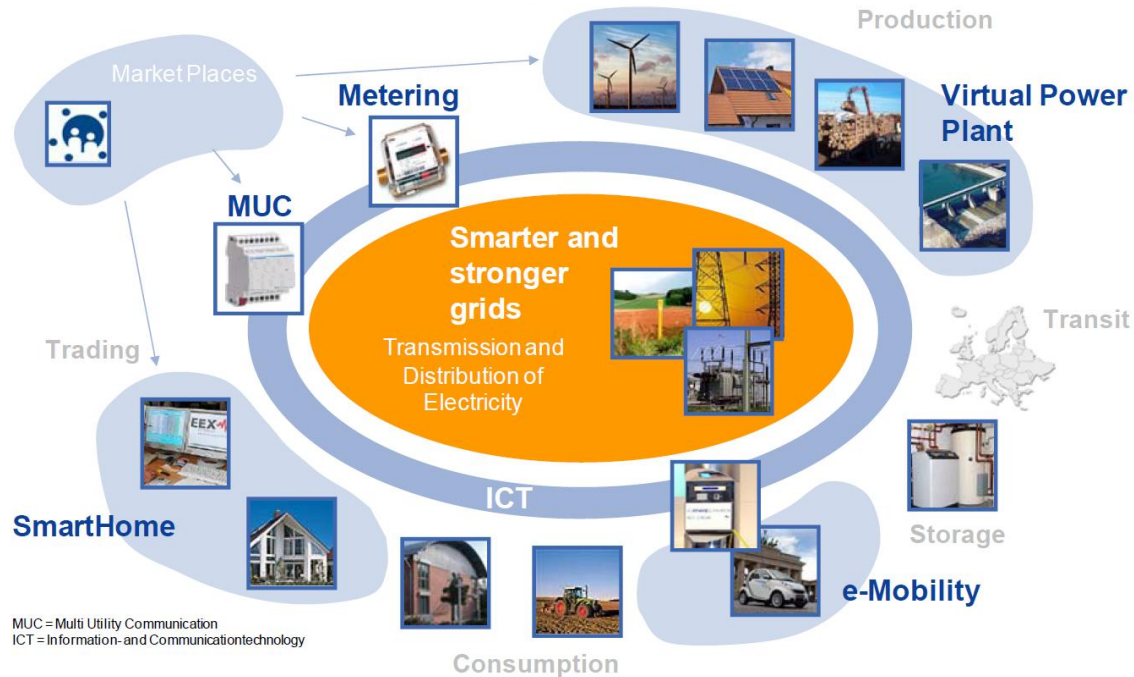 Production
Market Places
Metering
Virtual Power
Plant
MUC
Smarter and
stronger
grids
Transmission and
Distribution of
Electricity
Trading
Transit
EEX
ICT
SmartHome
Storage
e-Mobility
MUC = Multi Utility Communication
ICT = Information- and Communicationtechnology
Consumption